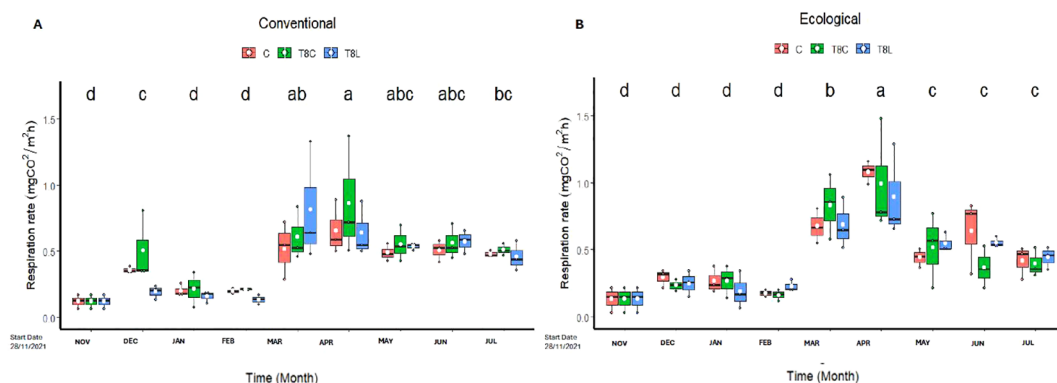 A
Conventional
C T8C T8L
d c d d ab a abc abc bc
Respiration rate (mgCO²/m²h)
1.5
1.0
0.5
0.0
Start Date
28/11/2021
NOV DEC JAN FEB MAR APR MAY JUN JUL
Time (Month)
B
Ecological
C T8C T8L
d d d d b a c c c
Respiration rate (mgCO²/m²h)
1.5
1.0
0.5
0.0
Start Date
28/11/2021
NOV DEC JAN FEB MAR APR MAY JUN JUL
Time (Month)